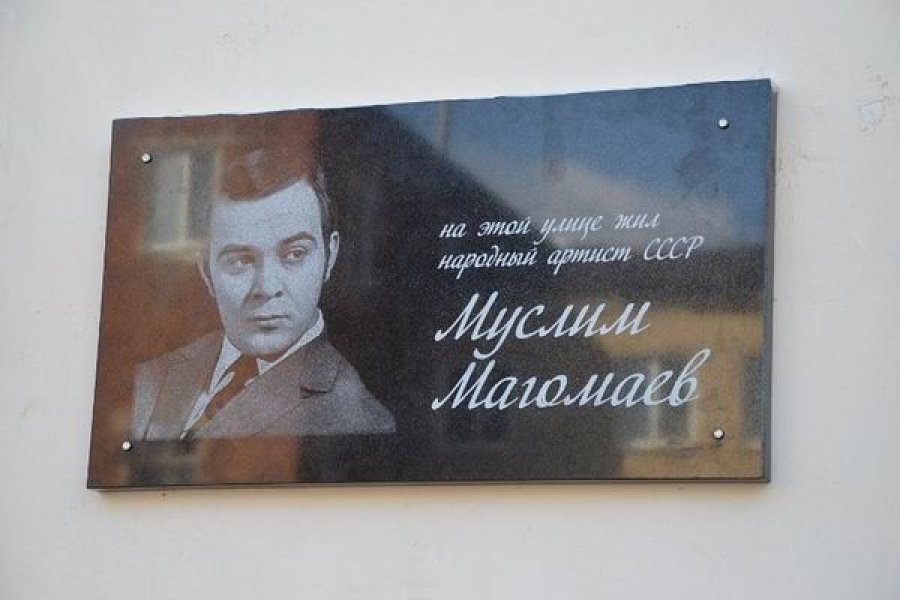 на этой улице жил
народный артист СССР
Муслим
Магомаев